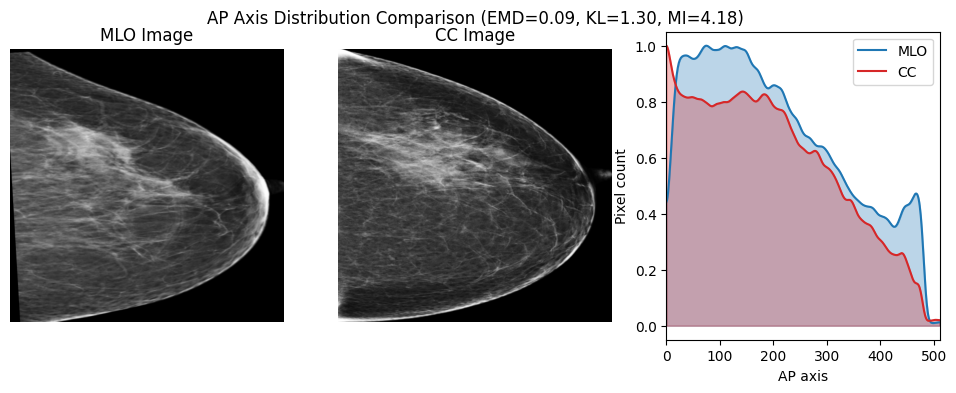 AP Axis Distribution Comparison (EMD=0.09, KL=1.30, MI=4.18)
MLO Image
CC Image
MLO
CC
Pixel count
1.0
0.8
0.6
0.4
0.2
0.0
0 100 200 300 400 500
AP axis